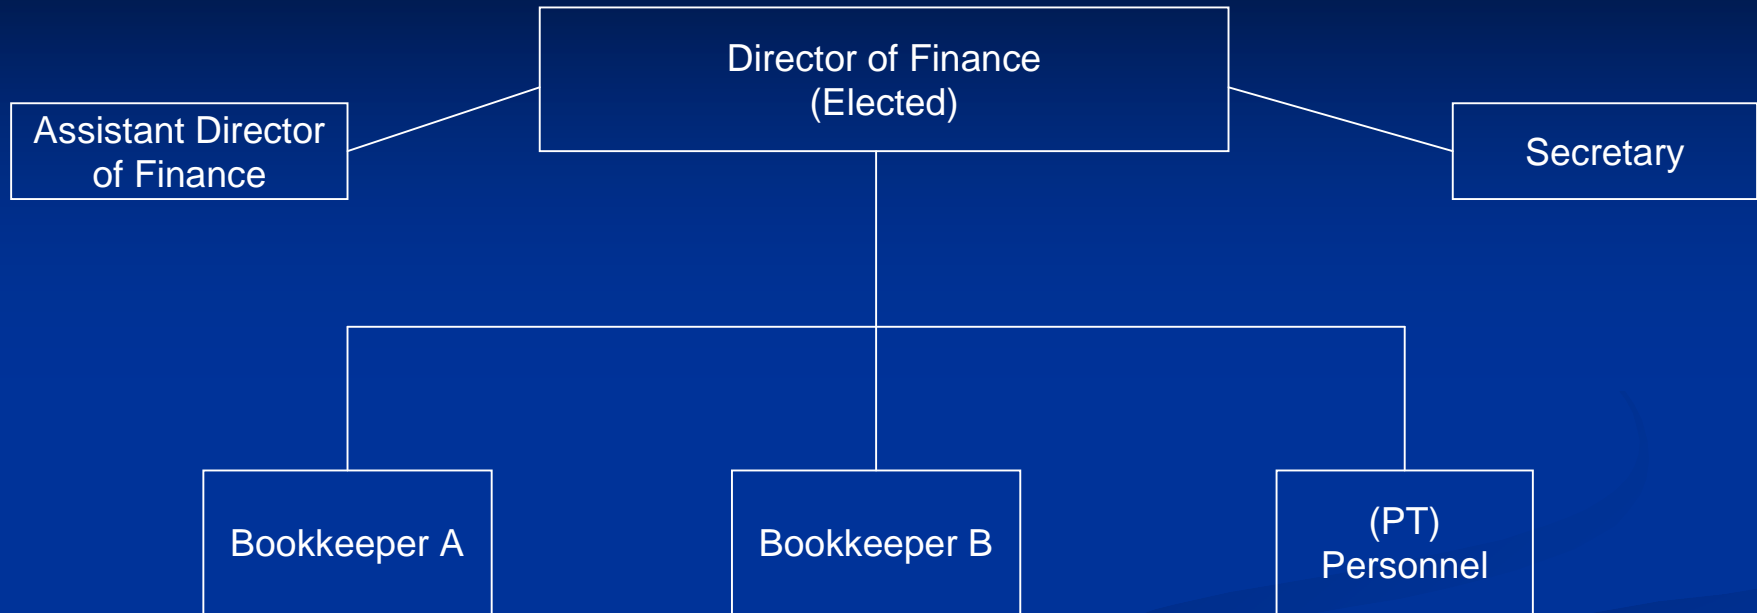 Director of Finance
(Elected)
Assistant Director
of Finance
Secretary
Bookkeeper A
Bookkeeper B
(PT)
Personnel